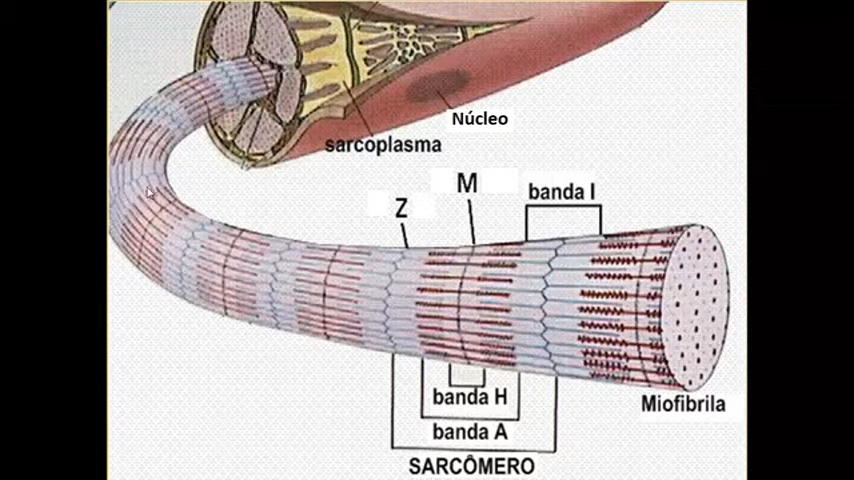 Núcleo
sarcoplasma
M
banda I
Z
banda H
Miofibrila
banda A
SARCÔMERO